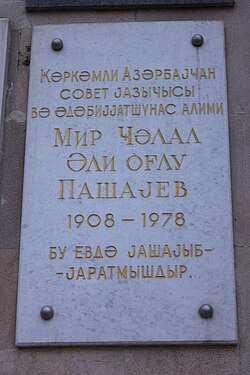 Көркәмли Азәрбајҹан
совет јазычысы
вә әдәбијјатшүнас алими
Мир Ҹәлал
Әли оғлу
Пашајев
1908 – 1978
бу евдә јашајыб-
-јаратмышдыр.